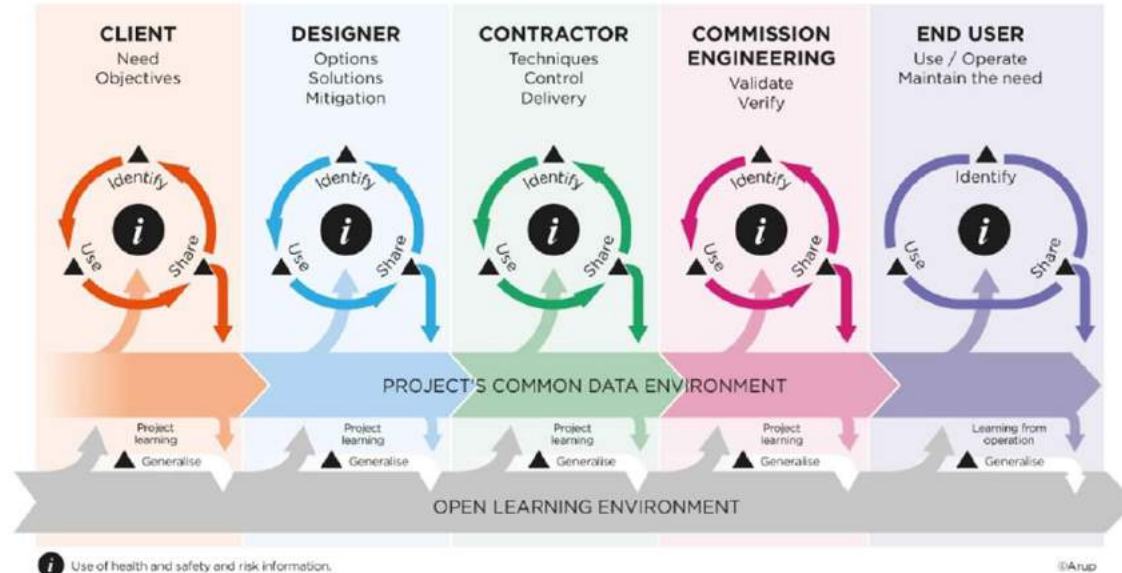 CLIENT
Need
Objectives
DESIGNER
Options
Solutions
Mitigation
CONTRACTOR
Techniques
Control
Delivery
COMMISSION
ENGINEERING
Validate
Verify
END USER
Use / Operate
Maintain the need
Identify
i
Use
Share
Identify
i
Use
Share
Identify
i
Use
Share
Identify
i
Use
Share
Identify
i
Use
Share
PROJECT'S COMMON DATA ENVIRONMENT
Project
learning
Generalise
Project
learning
Generalise
Project
learning
Generalise
Project
learning
Generalise
Learning from
operation
Generalise
OPEN LEARNING ENVIRONMENT
i Use of health and safety and risk information.
©Arup